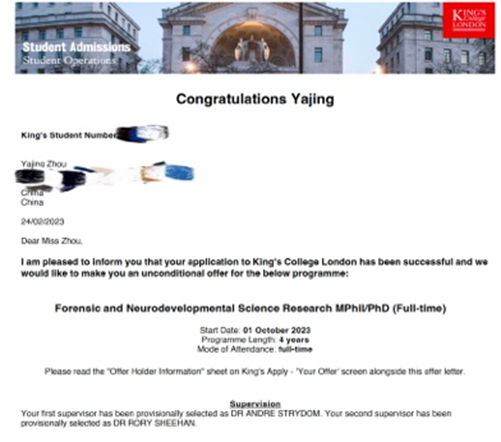 Student Admissions
Student Operations
KING'S
College
LONDON
Congratulations Yajing
King's Student Number
Yajing Zhou
China
China
24/02/2023
Dear Miss Zhou,
I am pleased to inform you that your application to King's College London has been successful and we
would like to make you an unconditional offer for the below programme:
Forensic and Neurodevelopmental Science Research MPhil/PhD (Full-time)
Start Date: 01 October 2023
Programme Length: 4 years
Mode of Attendance: full-time
Please read the "Offer Holder Information" sheet on King's Apply - 'Your Offer' screen alongside this offer letter.
Supervision
Your first supervisor has been provisionally selected as DR ANDRE STRYDOM. Your second supervisor has been
provisionally selected as DR RORY SHEEHAN.